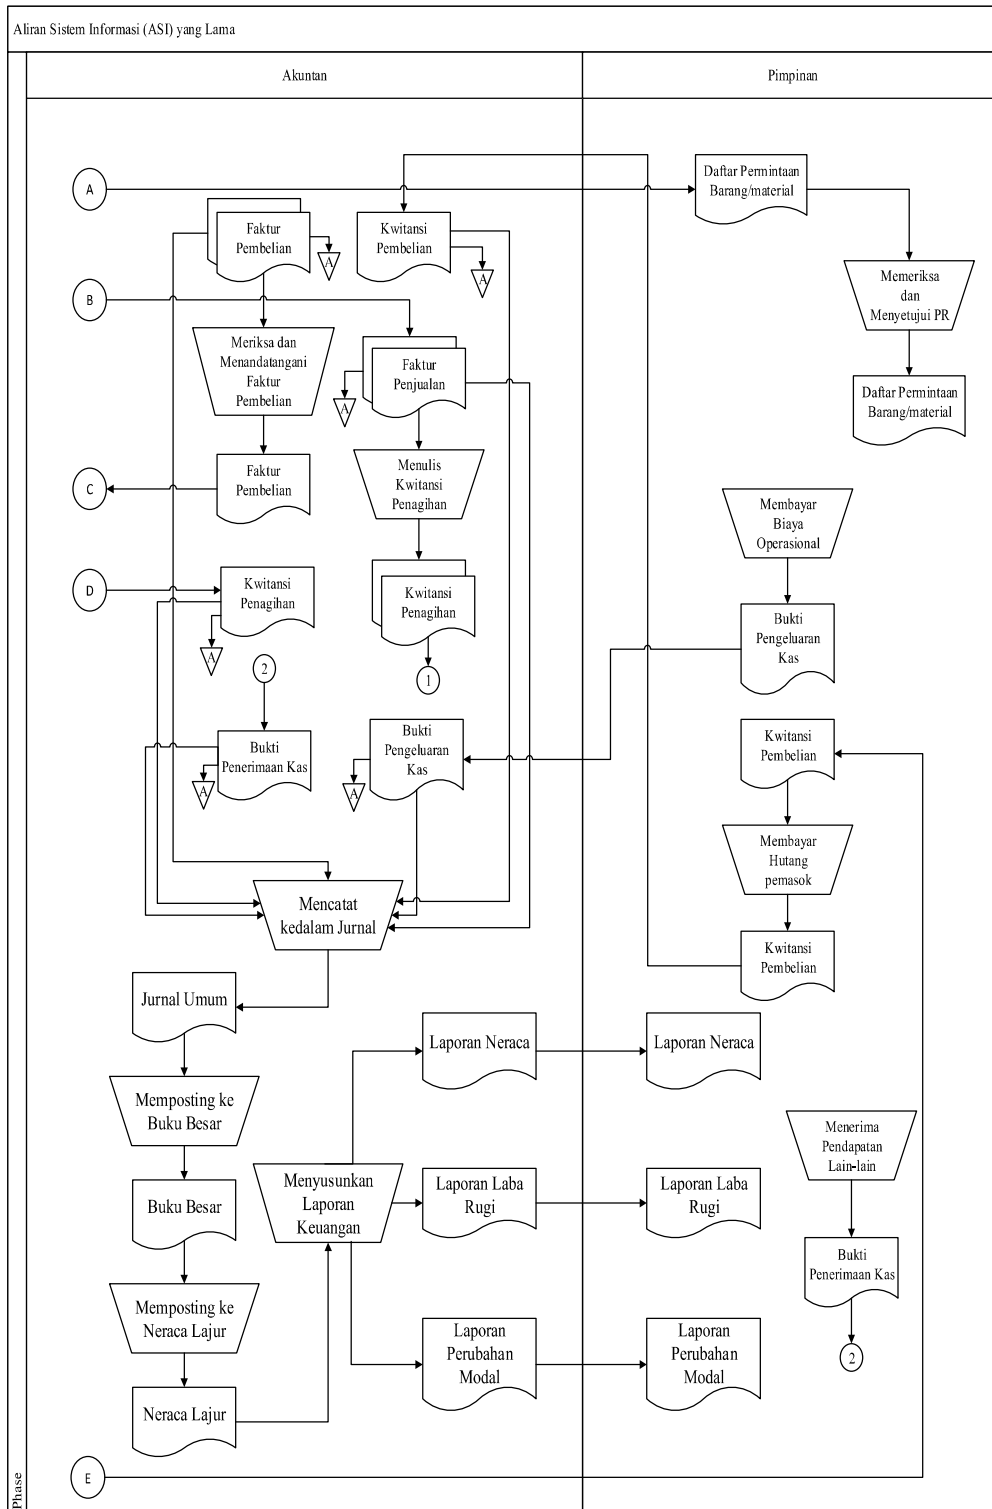 Aliran Sistem Informasi (ASI) yang Lama
Akuntan
Pimpinan
A
Daftar Permintaan
Barang/material
Faktur
Pembelian
A
Kwitansi
Pembelian
A
Memeriksa
dan
Menyetujui PR
B
Meriksa dan
Menandatangani
Faktur
Pembelian
Faktur
Penjualan
A
Daftar Permintaan
Barang/material
C
Faktur
Pembelian
Menulis
Kwitansi
Penagihan
Membayar
Biaya
Operasional
D
Kwitansi
Penagihan
A
Kwitansi
Penagihan
1
Bukti
Pengeluaran
Kas
2
Bukti
Penerimaan Kas
A
Bukti
Pengeluaran
Kas
A
Kwitansi
Pembelian
Membayar
Hutang
pemasok
Mencatat
kedalam Jurnal
Kwitansi
Pembelian
Jurnal Umum
Laporan Neraca
Laporan Neraca
Memposting ke
Buku Besar
Menerima
Pendapatan
Lain-lain
Buku Besar
Menyusunkan
Laporan
Keuangan
Laporan Laba
Rugi
Laporan Laba
Rugi
Bukti
Penerimaan Kas
Memposting ke
Neraca Lajur
Laporan
Perubahan
Modal
Laporan
Perubahan
Modal
2
Neraca Lajur
E
Phase